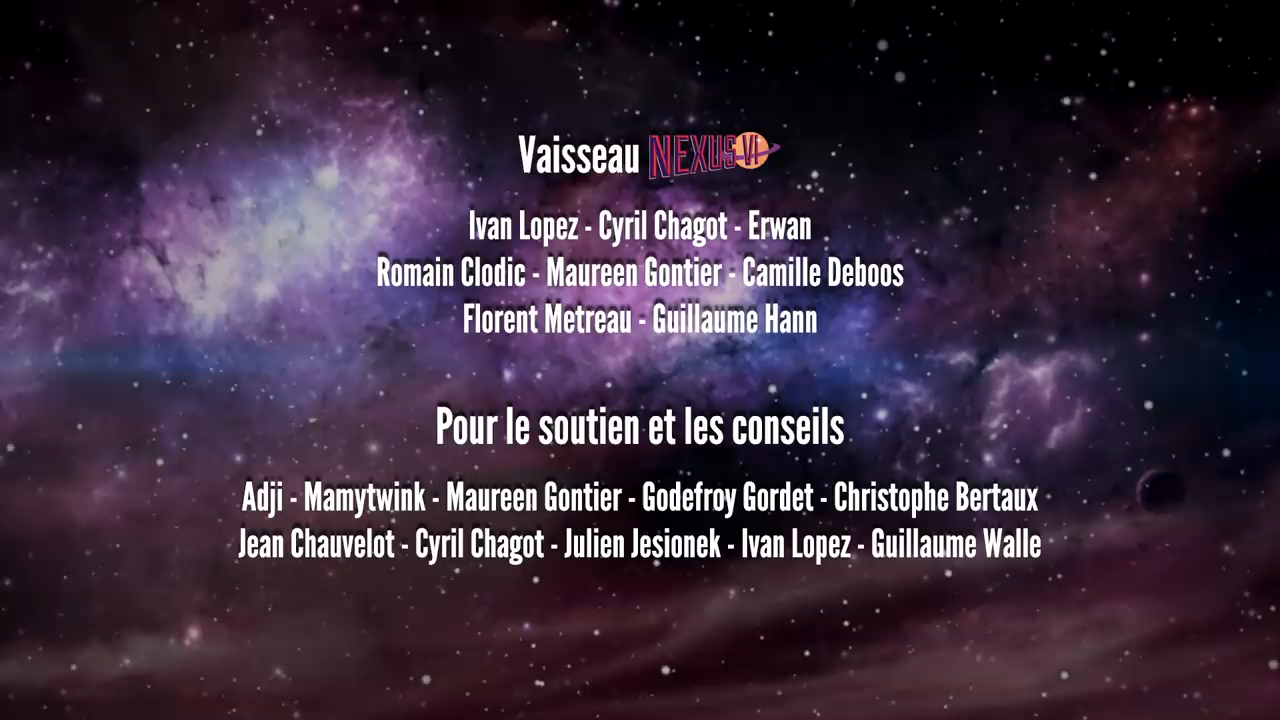 Vaisseau NEXUS VI
Ivan Lopez - Cyril Chagot - Erwan
Romain Clodic - Maureen Gontier - Camille Deboos
Florent Metreau - Guillaume Hann
Pour le soutien et les conseils
Adji - Mamytwink - Maureen Gontier - Godefroy Gordet - Christophe Bertaux
Jean Chauvelot - Cyril Chagot - Julien Jesionek - Ivan Lopez - Guillaume Walle